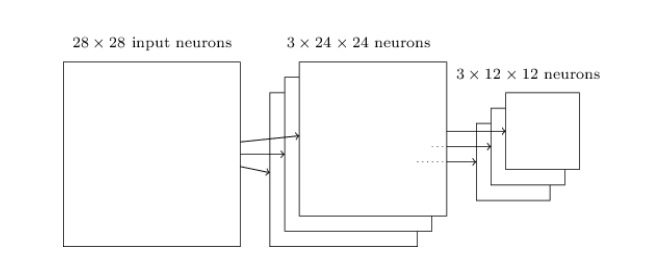 28 × 28 input neurons
3 × 24 × 24 neurons
3 × 12 × 12 neurons